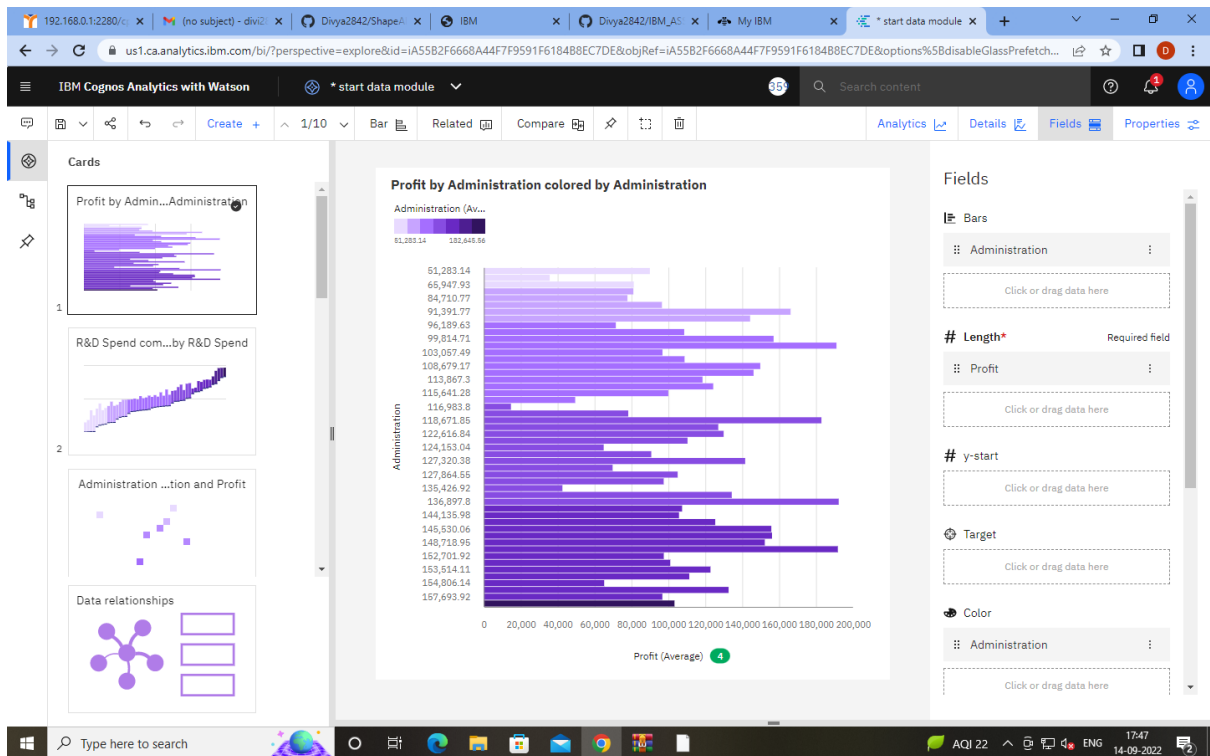 192.168.0.1:2280/cp
(no subject) - divi28
Divya2842/ShapeA
IBM
Divya2842/IBM_AS
My IBM
* start data module
us1.ca.analytics.ibm.com/bi/?perspective=explore&id=iA55B2F6668A44F7F9591F6184B8EC7DE&objRef=iA55B2F6668A44F7F9591F6184B8EC7DE&options%5BdisableGlassPrefetch...
D
IBM Cognos Analytics with Watson
* start data module
359
Search content
1
Create +
1/10
Bar
Related
Compare
Analytics
Details
Fields
Properties
Cards
Profit by Admin...Administration
1
R&D Spend com...by R&D Spend
2
Administration ...tion and Profit
Data relationships
Profit by Administration colored by Administration
Administration (Av...
51,283.14 182,645.56
Administration
51,283.14
65,947.93
84,710.77
91,391.77
96,189.63
99,814.71
103,057.49
108,679.17
113,867.3
115,641.28
116,983.8
118,671.85
122,616.84
124,153.04
127,320.38
127,864.55
135,426.92
136,897.8
144,135.98
145,530.06
148,718.95
152,701.92
153,514.11
154,806.14
157,693.92
0 20,000 40,000 60,000 80,000 100,000 120,000 140,000 160,000 180,000 200,000
Profit (Average) 4
Fields
Bars
Administration
Click or drag data here
# Length* Required field
Profit
Click or drag data here
# y-start
Click or drag data here
Target
Click or drag data here
Color
Administration
Click or drag data here
Type here to search
AQI 22
ENG
17:47
14-09-2022
2